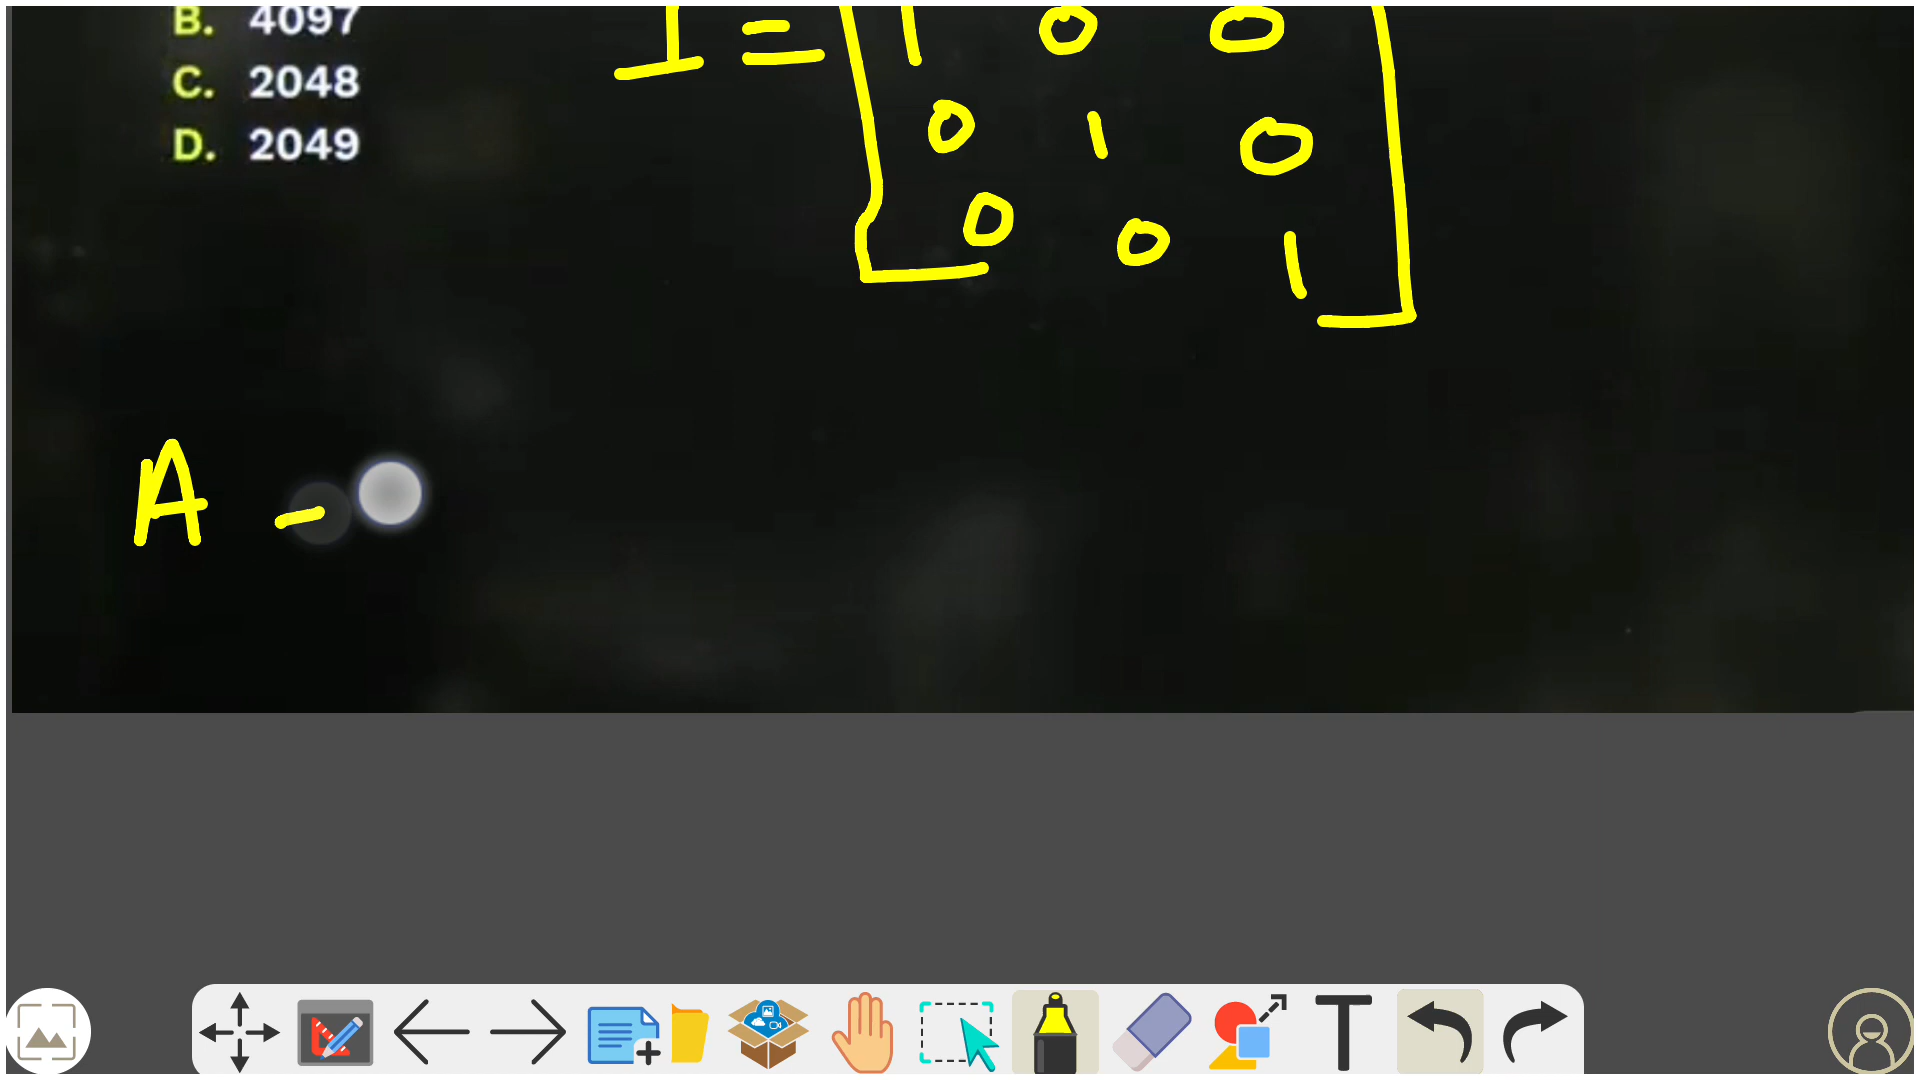 B. 4097
C. 2048
D. 2049
I = [ 1 0 0
0 1 0
0 0 1 ]
A -